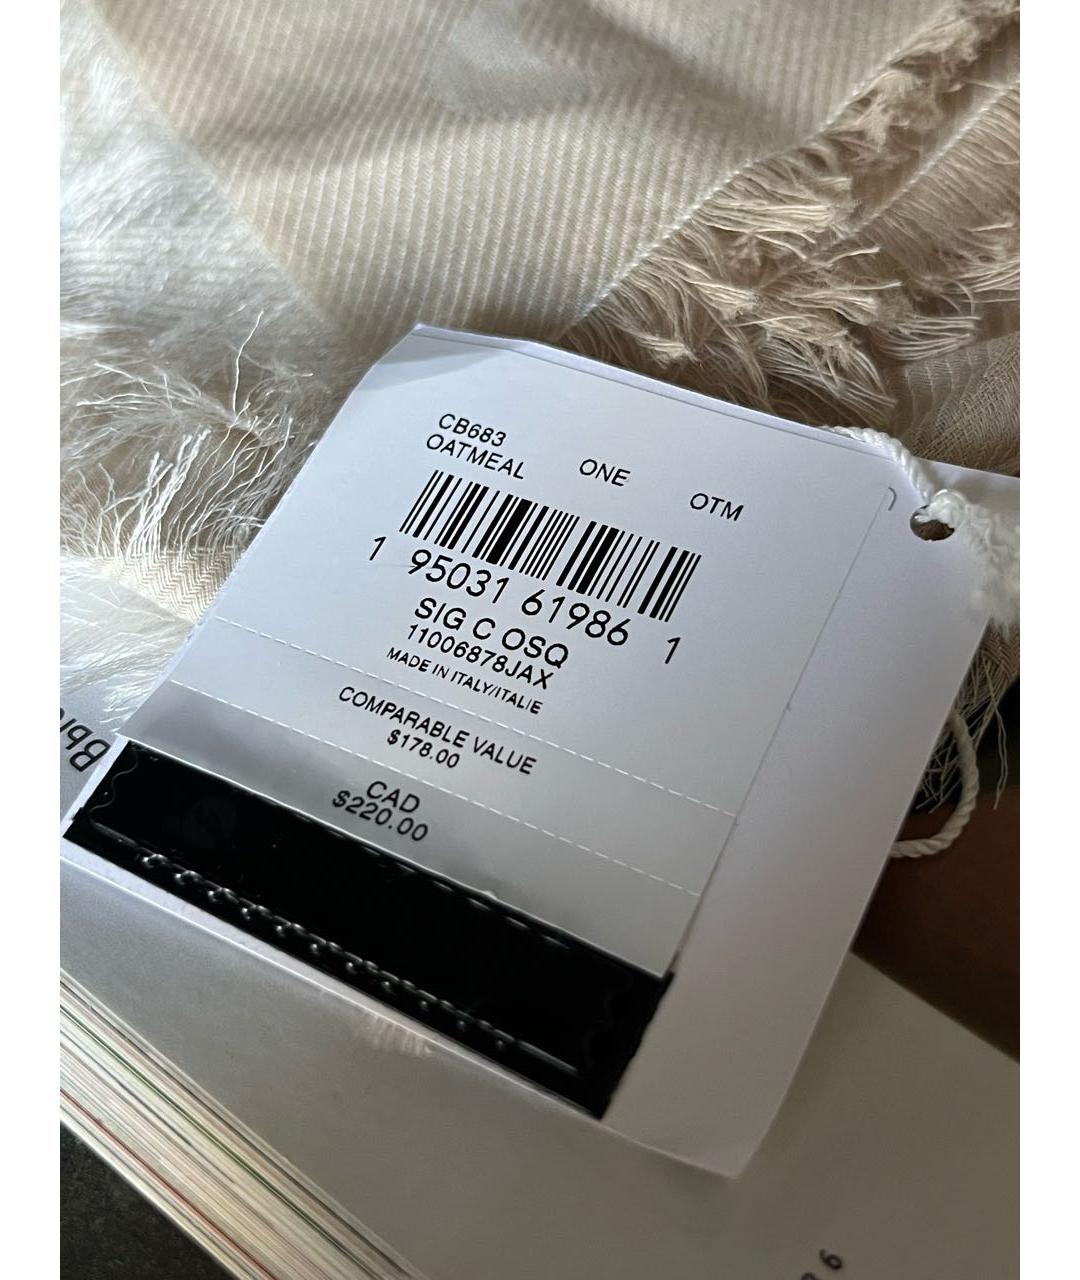 CB683
OATMEAL ONE OTM
1 95031 61986 1
SIG C OSQ
11006878JAX
MADE IN ITALY/ITALIE
COMPARABLE VALUE
$178.00
CAD
$220.00